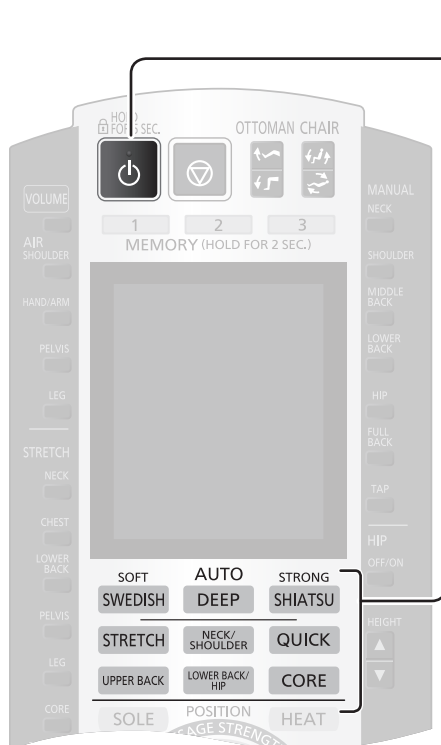 HOLD
FOR 5 SEC.
OTTOMAN CHAIR
VOLUME
MANUAL
NECK
1 2 3
MEMORY (HOLD FOR 2 SEC.)
AIR
SHOULDER
SHOULDER
HAND/ARM
MIDDLE
BACK
PELVIS
LOWER
BACK
LEG
HIP
FULL
BACK
STRETCH
NECK
TAP
CHEST
HIP
LOWER
BACK
OFF/ON
SOFT AUTO STRONG
SWEDISH DEEP SHIATSU
PELVIS
HEIGHT
STRETCH NECK/
SHOULDER QUICK
LEG
UPPER BACK LOWER BACK/
HIP CORE
CORE
SOLE POSITION HEAT